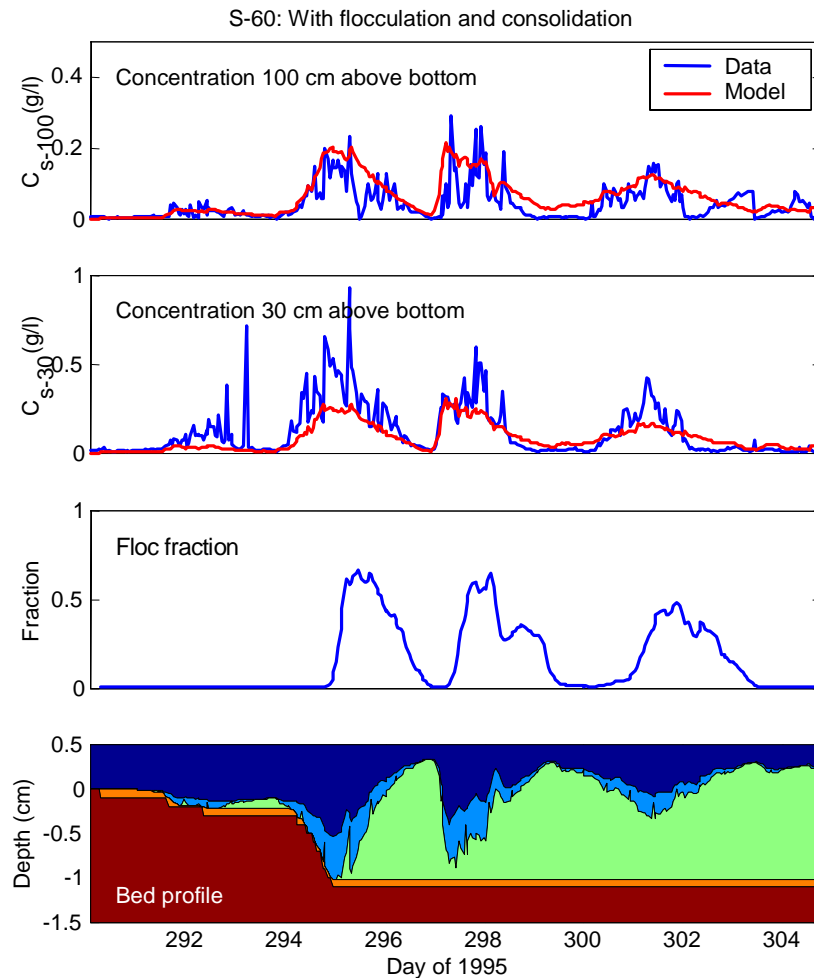 S-60: With flocculation and consolidation
Concentration 100 cm above bottom
Data
Model
C s-100 (g/l)
0.4
0.2
0
Concentration 30 cm above bottom
C s-30 (g/l)
1
0.5
0
Floc fraction
Fraction
1
0.5
0
Bed profile
Depth (cm)
0.5
0
-0.5
-1
-1.5
292 294 296 298 300 302 304
Day of 1995